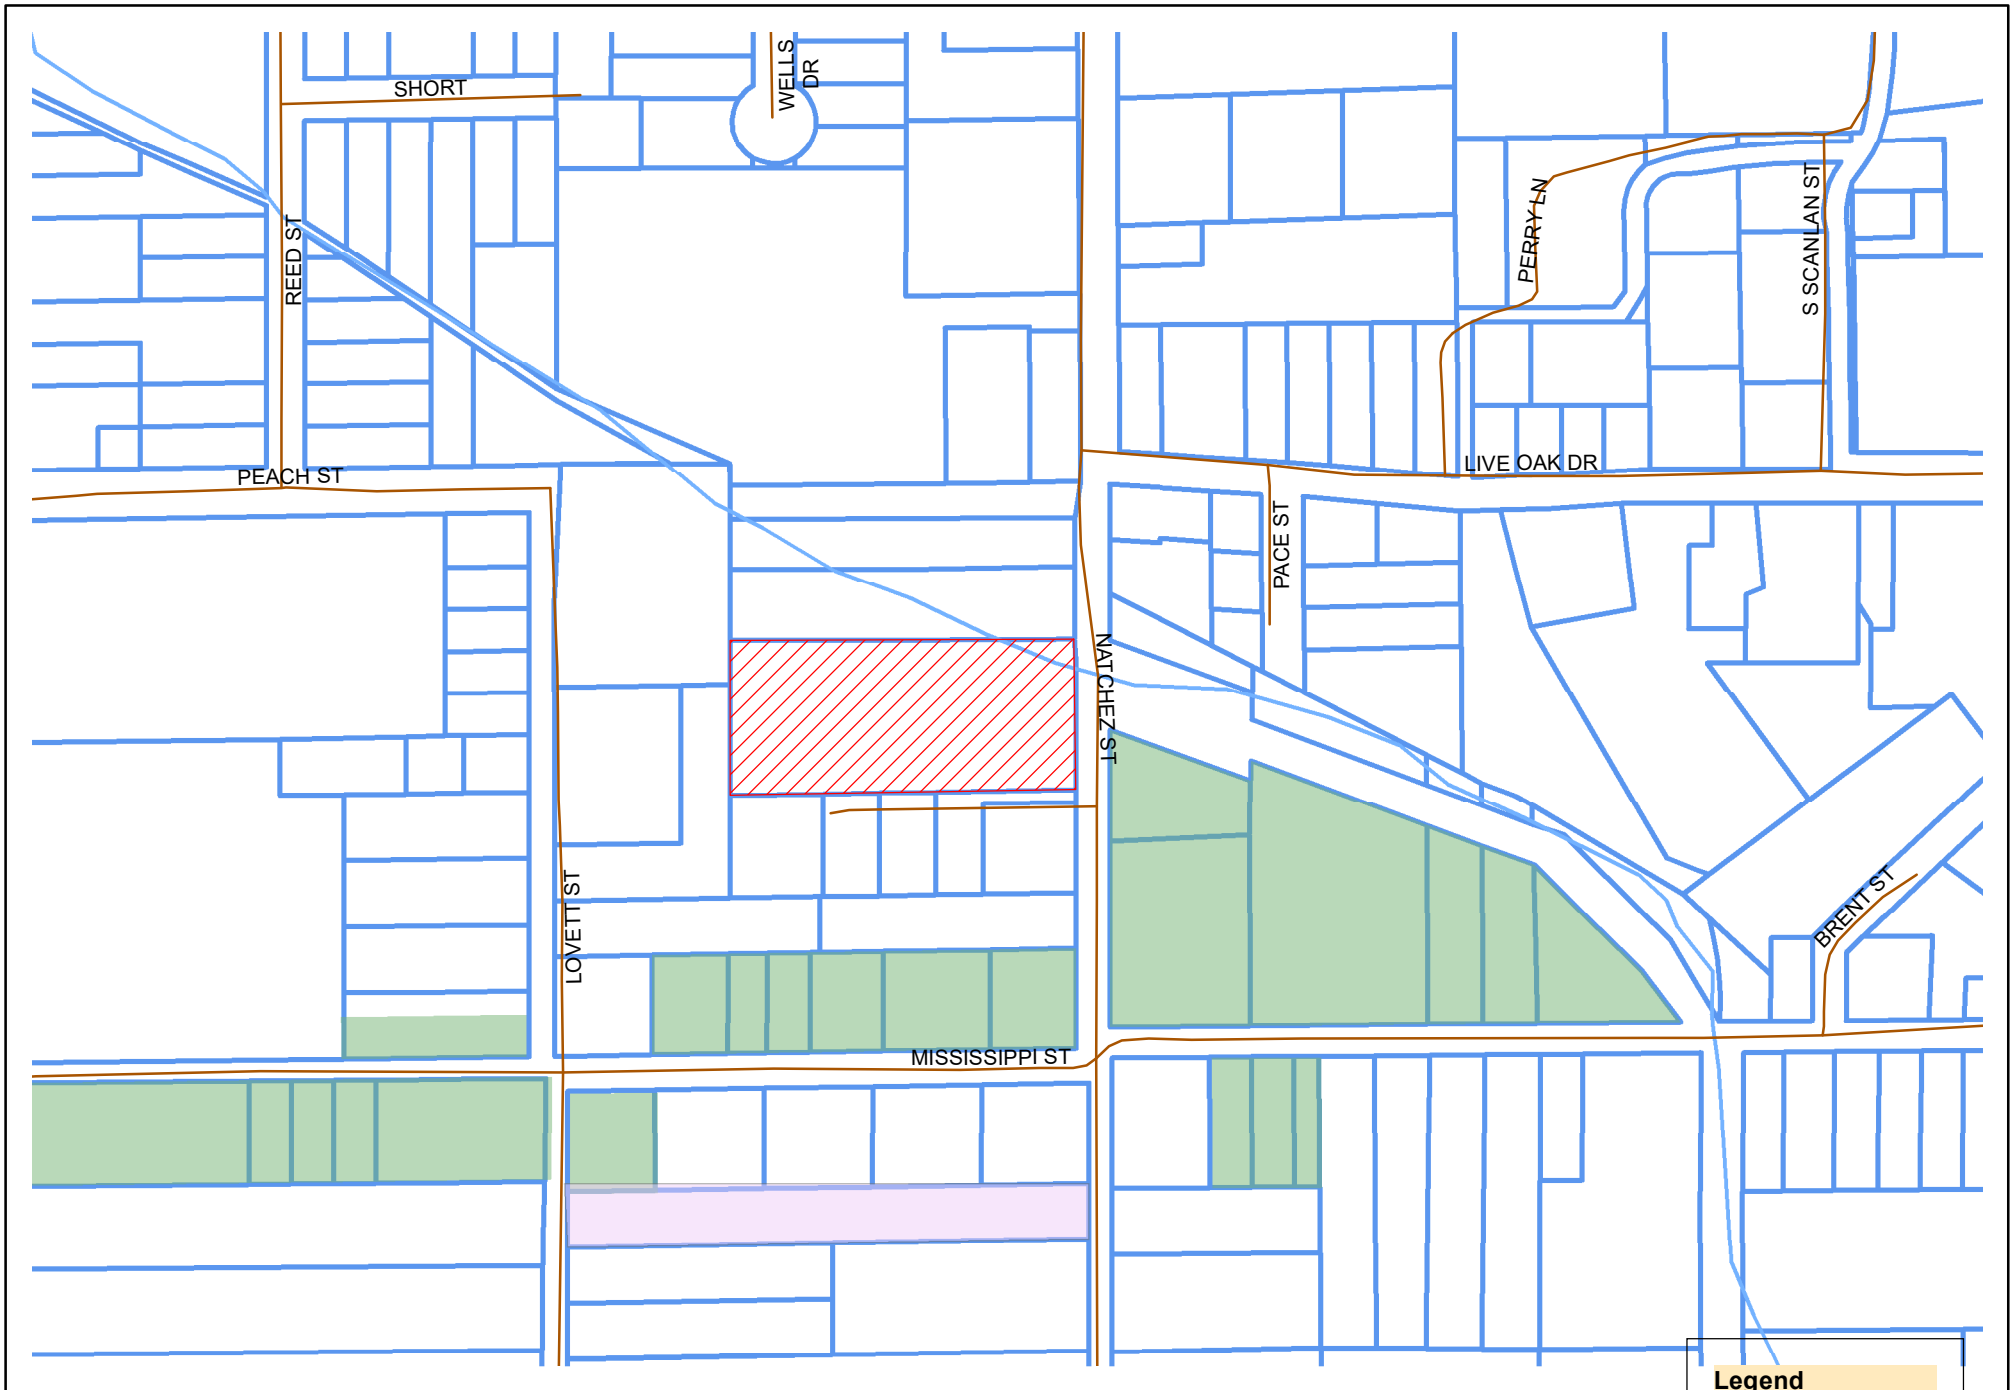 WELLS
DR
SHORT
REED ST
PERRY LN
S SCANLAN ST
PEACH ST
LIVE OAK DR
PACE ST
NATCHEZ ST
LOVETT ST
BRENT ST
MISSISSIPPI ST
Legend